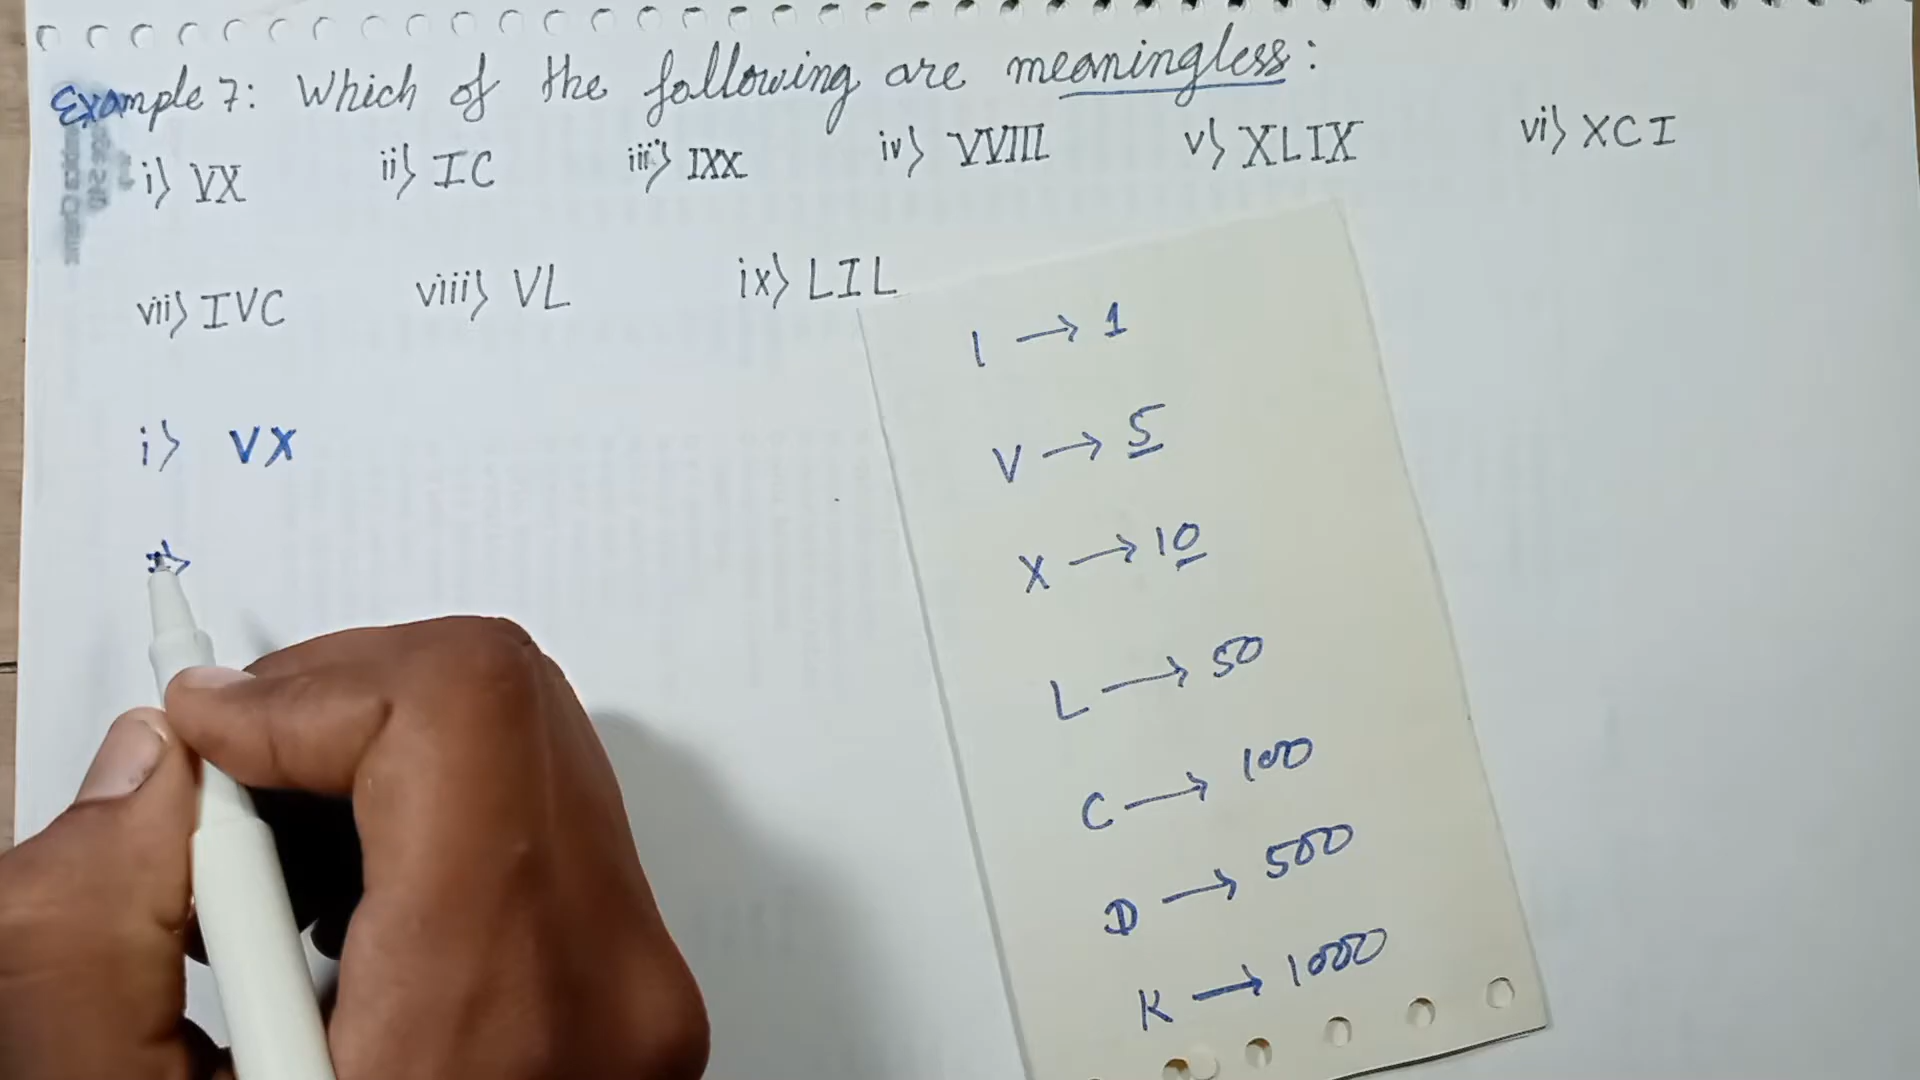 Example 7: Which of the following are meaningless:
i) VX ii) IC iii) IXX iv) VVIII v) XLIX vi) XCI
vii) IVC viii) VL ix) LIL
i) VX
I → 1
V → 5
X → 10
L → 50
C → 100
D → 500
K → 1000